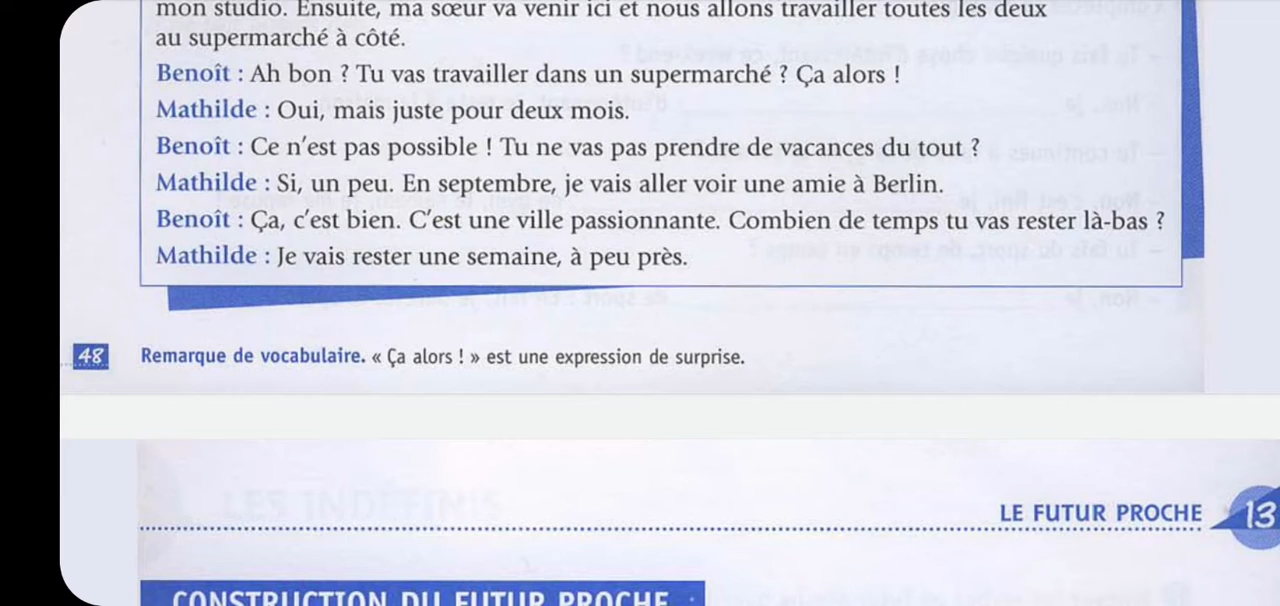 mon studio. Ensuite, ma sœur va venir ici et nous allons travailler toutes les deux
au supermarché à côté.
Benoît : Ah bon ? Tu vas travailler dans un supermarché ? Ça alors !
Mathilde : Oui, mais juste pour deux mois.
Benoît : Ce n'est pas possible ! Tu ne vas pas prendre de vacances du tout ?
Mathilde : Si, un peu. En septembre, je vais aller voir une amie à Berlin.
Benoît : Ça, c'est bien. C'est une ville passionnante. Combien de temps tu vas rester là-bas ?
Mathilde : Je vais rester une semaine, à peu près.
48 Remarque de vocabulaire. « Ça alors ! » est une expression de surprise.
LES INDÉFINIS
LE FUTUR PROCHE 13
CONSTRUCTION DU FUTUR PROCHE